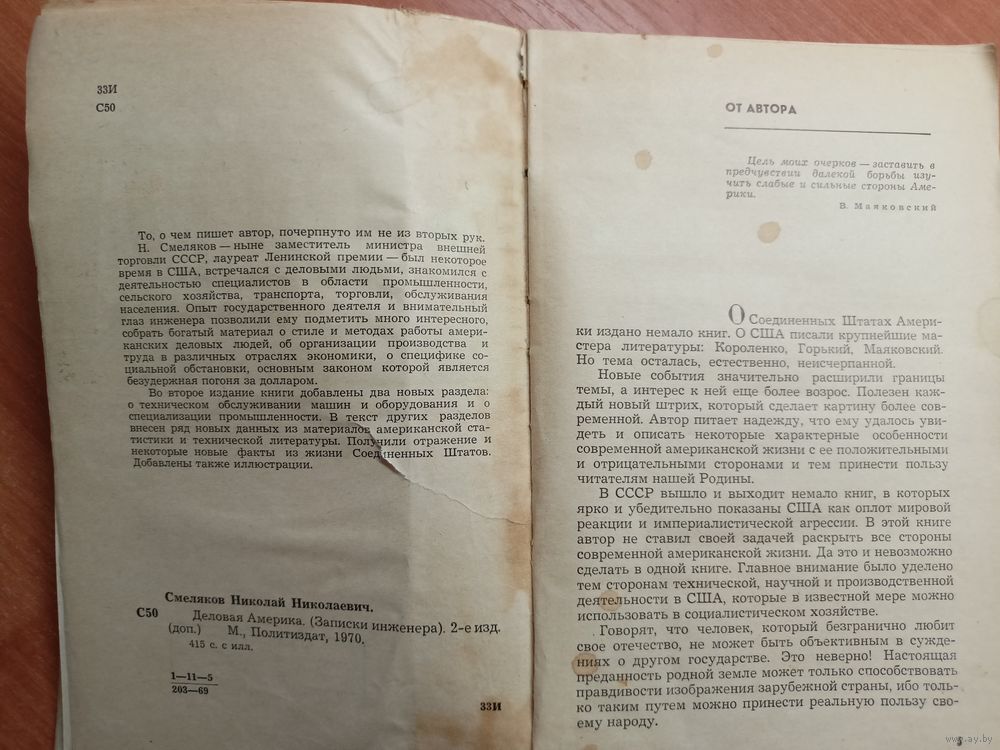 33И
С50
То, о чем пишет автор, почерпнуто им не из вторых рук.
Н. Смеляков — ныне заместитель министра внешней
торговли СССР, лауреат Ленинской премии — был некоторое
время в США, встречался с деловыми людьми, знакомился с
деятельностью специалистов в области промышленности,
сельского хозяйства, транспорта, торговли, обслуживания
населения. Опыт государственного деятеля и внимательный
глаз инженера позволили ему подметить много интересного,
собрать богатый материал о стиле и методах работы амери-
канских деловых людей, об организации производства и
труда в различных отраслях экономики, о специфике со-
циальной обстановки, основным законом которой является
безудержная погоня за долларом.
Во второе издание книги добавлены два новых раздела:
о техническом обслуживании машин и оборудования и о
специализации промышленности. В текст других разделов
внесен ряд новых данных из материалов американской ста-
тистики и технической литературы. Получили отражение и
некоторые новые факты из жизни Соединенных Штатов.
Добавлены также иллюстрации.
Смеляков Николай Николаевич.
С50
Деловая Америка. (Записки инженера). 2-е изд.
(доп.) М., Политиздат, 1970.
415 с. с илл.
1—11—5
203—69
33И
ОТ АВТОРА
Цель моих очерков — заставить в
предчувствии далекой борьбы изу-
чить слабые и сильные стороны Аме-
рики.
В. Маяковский
О Соединенных Штатах Амери-
ки издано немало книг. О США писали крупнейшие ма-
стера литературы: Короленко, Горький, Маяковский.
Но тема осталась, естественно, неисчерпанной.
Новые события значительно расширили границы
темы, а интерес к ней еще более возрос. Полезен каж-
дый новый штрих, который сделает картину более сов-
ременной. Автор питает надежду, что ему удалось уви-
деть и описать некоторые характерные особенности
современной американской жизни с ее положительными
и отрицательными сторонами и тем принести пользу
читателям нашей Родины.
В СССР вышло и выходит немало книг, в которых
ярко и убедительно показаны США как оплот мировой
реакции и империалистической агрессии. В этой книге
автор не ставил своей задачей раскрыть все стороны
современной американской жизни. Да это и невозможно
сделать в одной книге. Главное внимание было уделено
тем сторонам технической, научной и производственной
деятельности в США, которые в известной мере можно
использовать в социалистическом хозяйстве.
Говорят, что человек, который безгранично любит
свое отечество, не может быть объективным в сужде-
ниях о другом государстве. Это неверно! Настоящая
преданность родной земле может только способствовать
правдивости изображения зарубежной страны, ибо толь-
ко таким путем можно принести реальную пользу сво-
ему народу.
www.ay.by